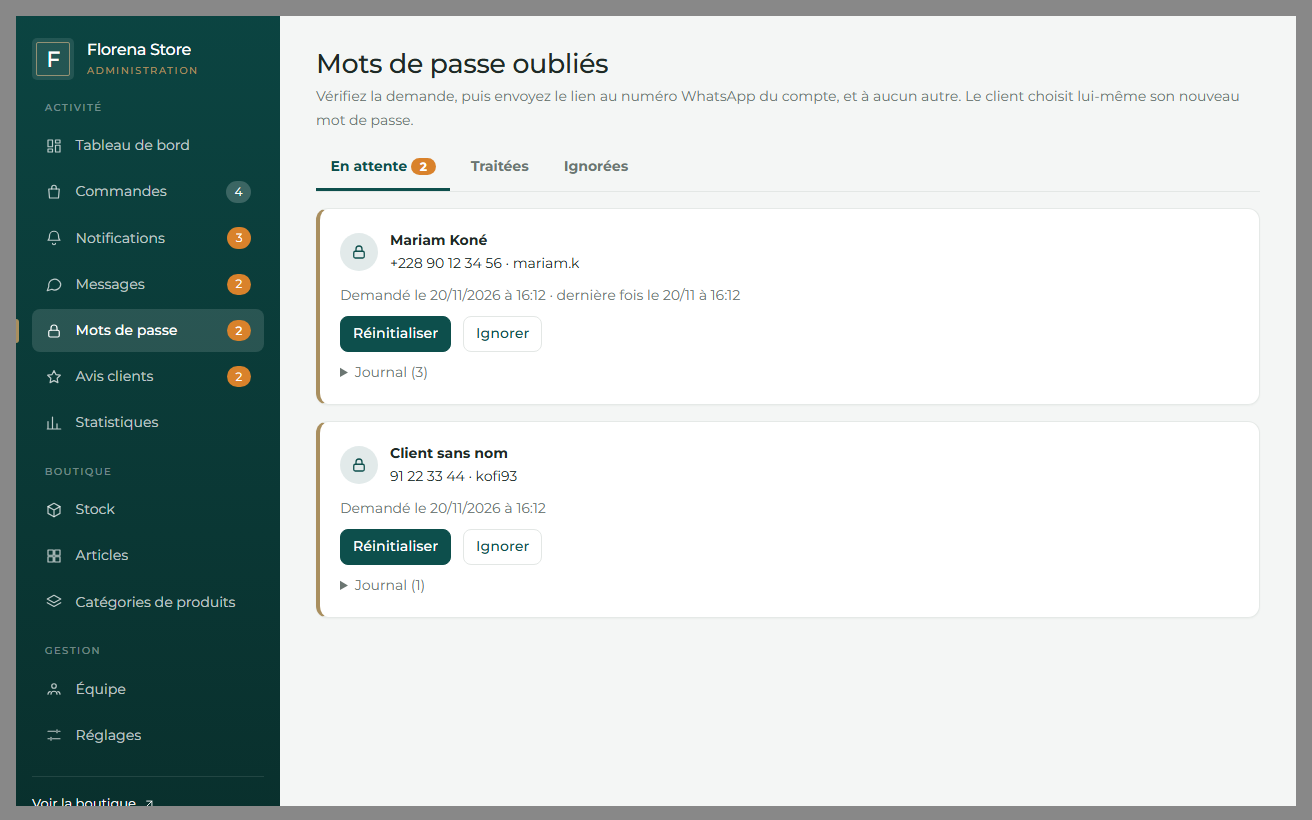 F
Florena Store
ADMINISTRATION
ACTIVITÉ
Tableau de bord
Commandes 4
Notifications 3
Messages 2
Mots de passe 2
Avis clients 2
Statistiques
BOUTIQUE
Stock
Articles
Catégories de produits
GESTION
Équipe
Réglages
Voir la boutique ↗
Mots de passe oubliés
Vérifiez la demande, puis envoyez le lien au numéro WhatsApp du compte, et à aucun autre. Le client choisit lui-même son nouveau
mot de passe.
En attente 2 Traitées Ignorées
Mariam Koné
+228 90 12 34 56 · mariam.k
Demandé le 20/11/2026 à 16:12 · dernière fois le 20/11 à 16:12
Réinitialiser Ignorer
Journal (3)
Client sans nom
91 22 33 44 · kofi93
Demandé le 20/11/2026 à 16:12
Réinitialiser Ignorer
Journal (1)